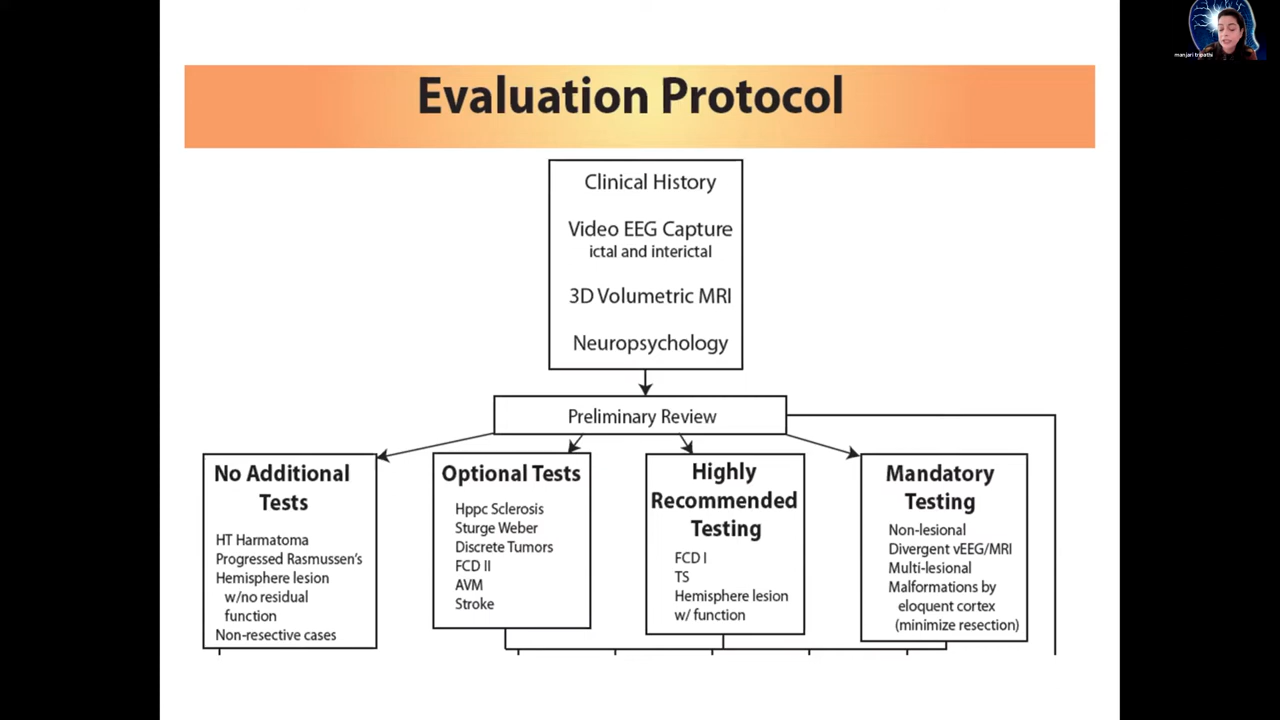 manjari tripathi
Evaluation Protocol
Clinical History
Video EEG Capture
ictal and interictal
3D Volumetric MRI
Neuropsychology
Preliminary Review
No Additional
Tests
HT Harmatoma
Progressed Rasmussen's
Hemisphere lesion
w/no residual
function
Non-resective cases
Optional Tests
Hppc Sclerosis
Sturge Weber
Discrete Tumors
FCD II
AVM
Stroke
Highly
Recommended
Testing
FCD I
TS
Hemisphere lesion
w/ function
Mandatory
Testing
Non-lesional
Divergent vEEG/MRI
Multi-lesional
Malformations by
eloquent cortex
(minimize resection)